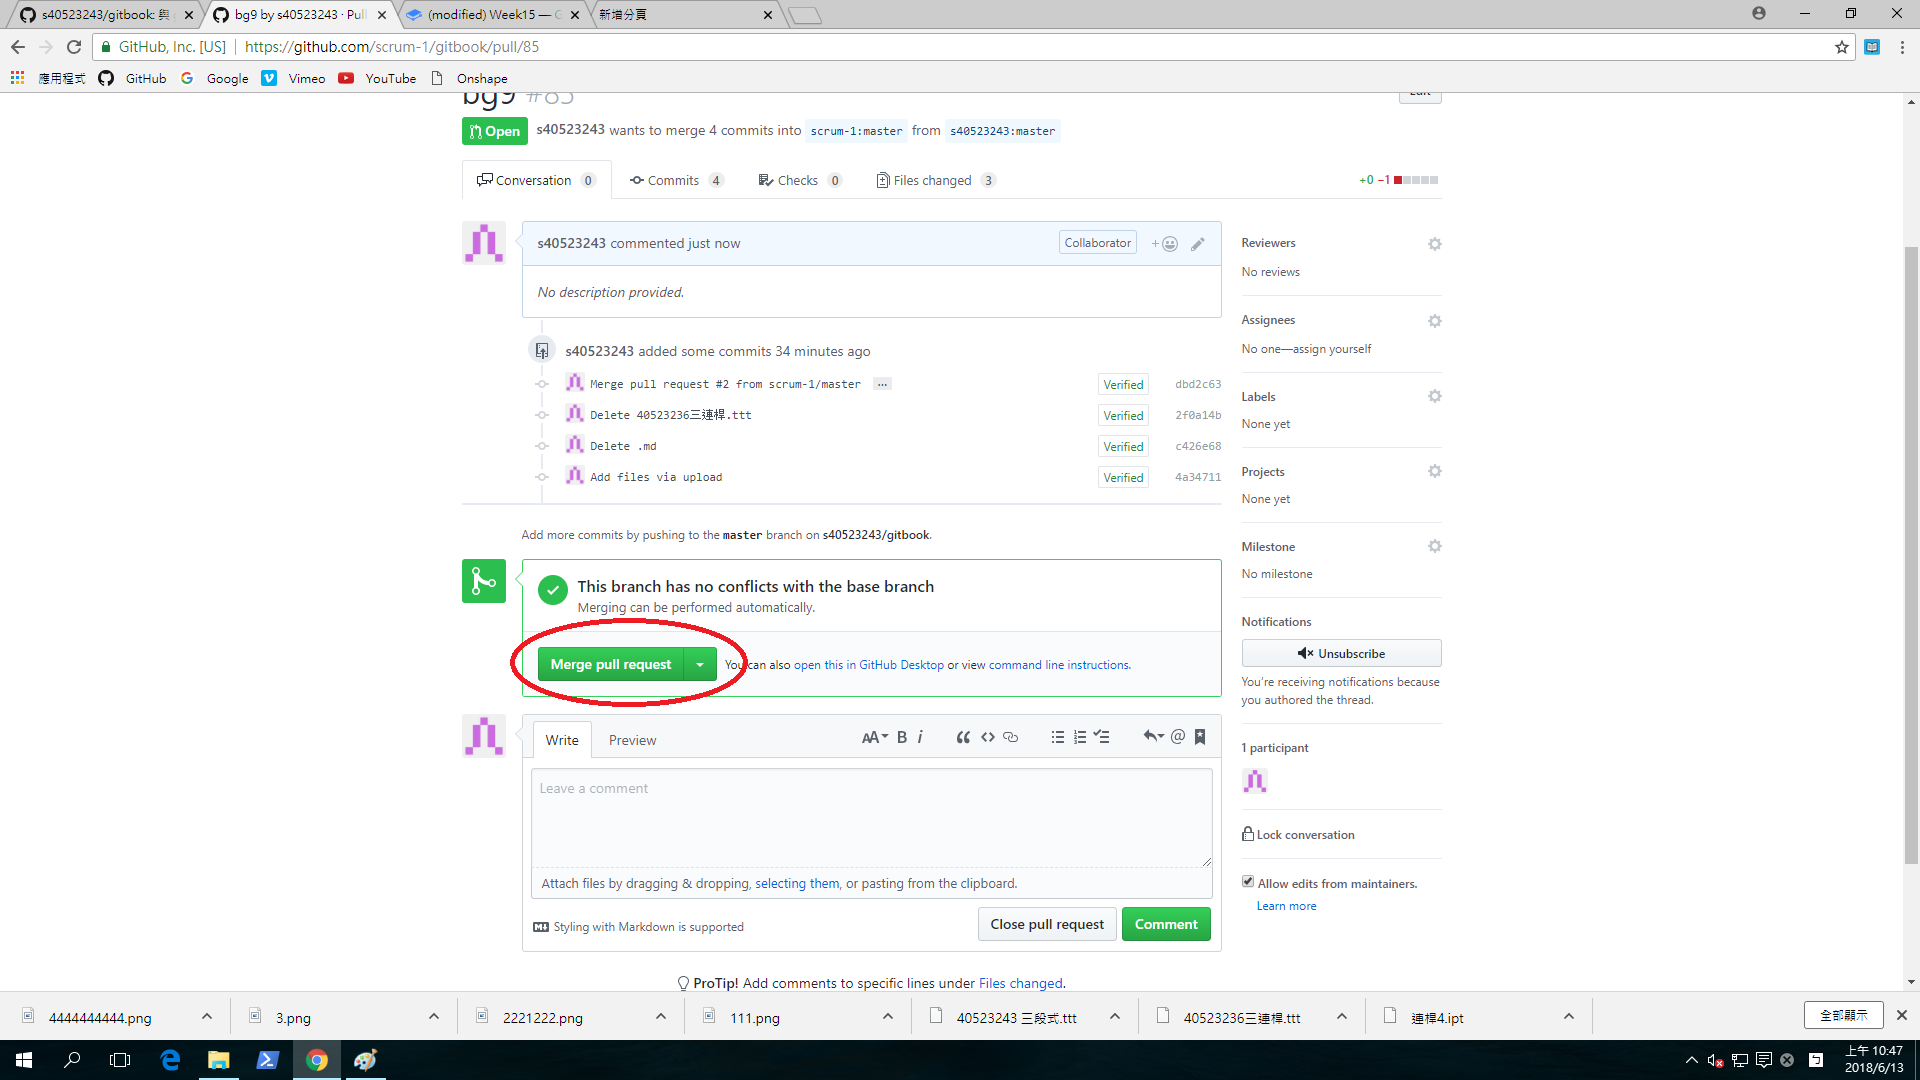 s40523243/gitbook: 與 g
bg9 by s40523243 · Pull
(modified) Week15 — G
新增分頁
GitHub, Inc. [US] https://github.com/scrum-1/gitbook/pull/85
應用程式 GitHub Google Vimeo YouTube Onshape
bg9 #85
Edit
Open s40523243 wants to merge 4 commits into scrum-1:master from s40523243:master
Conversation 0 Commits 4 Checks 0 Files changed 3 +0 −1
s40523243 commented just now Collaborator +
No description provided.
s40523243 added some commits 34 minutes ago
Merge pull request #2 from scrum-1/master … Verified dbd2c63
Delete 40523236三連桿.ttt Verified 2f0a14b
Delete .md Verified c426e68
Add files via upload Verified 4a34711
Add more commits by pushing to the master branch on s40523243/gitbook.
This branch has no conflicts with the base branch
Merging can be performed automatically.
Merge pull request You can also open this in GitHub Desktop or view command line instructions.
Write Preview AA B i @
Leave a comment
Attach files by dragging & dropping, selecting them, or pasting from the clipboard.
Styling with Markdown is supported
Close pull request Comment
ProTip! Add comments to specific lines under Files changed.
Reviewers
No reviews
Assignees
No one—assign yourself
Labels
None yet
Projects
None yet
Milestone
No milestone
Notifications
Unsubscribe
You're receiving notifications because
you authored the thread.
1 participant
Lock conversation
Allow edits from maintainers.
Learn more
4444444444.png 3.png 2221222.png 111.png 40523243 三段式.ttt 40523236三連桿.ttt 連桿4.ipt 全部顯示
上午 10:47
2018/6/13